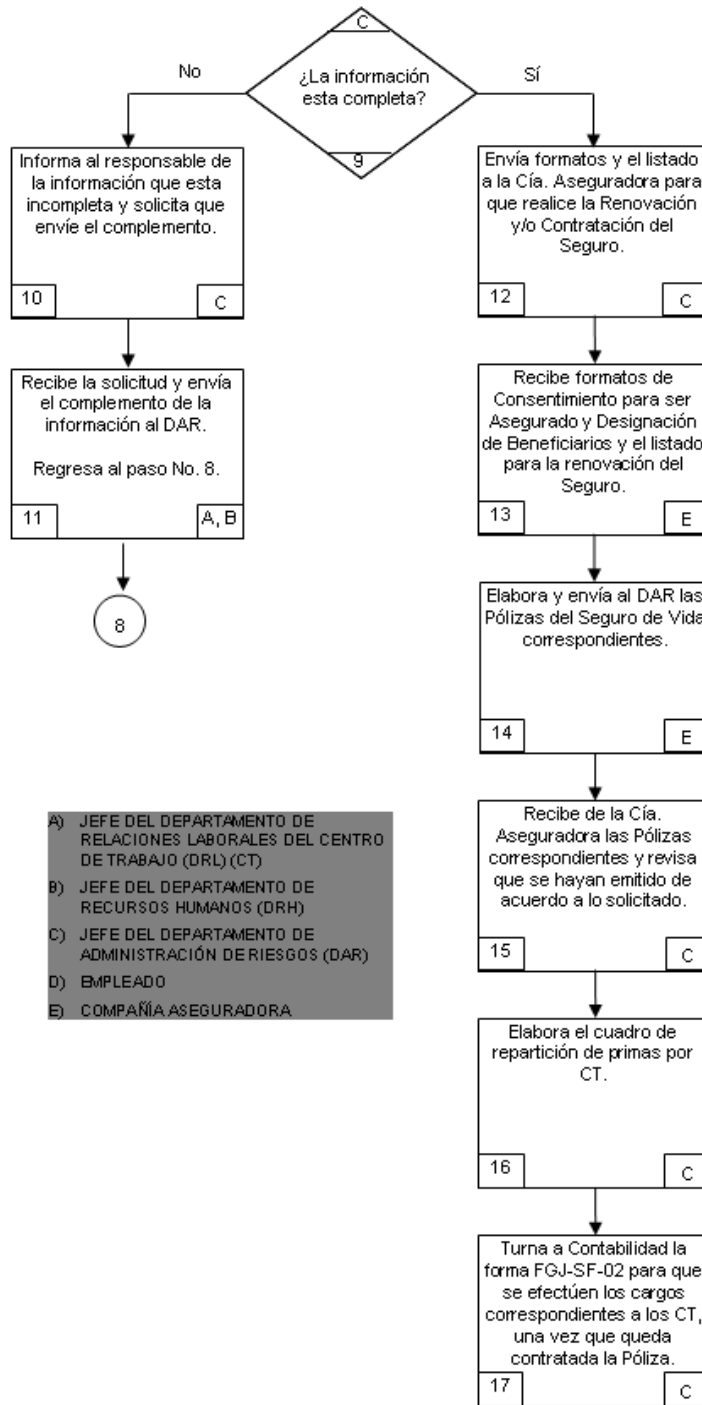 C
¿La información
esta completa?
9
No
Sí
Informa al responsable de
la información que esta
incompleta y solicita que
envíe el complemento.
10
C
Recibe la solicitud y envía
el complemento de la
información al DAR.
Regresa al paso No. 8.
11
A, B
8
Envía formatos y el listado
a la Cía. Aseguradora para
que realice la Renovación
y/o Contratación del
Seguro.
12
C
Recibe formatos de
Consentimiento para ser
Asegurado y Designación
de Beneficiarios y el listado
para la renovación del
Seguro.
13
E
Elabora y envía al DAR las
Pólizas del Seguro de Vida
correspondientes.
14
E
Recibe de la Cía.
Aseguradora las Pólizas
correspondientes y revisa
que se hayan emitido de
acuerdo a lo solicitado.
15
C
Elabora el cuadro de
repartición de primas por
CT.
16
C
Turna a Contabilidad la
forma FGJ-SF-02 para que
se efectúen los cargos
correspondientes a los CT,
una vez que queda
contratada la Póliza.
17
C
A) JEFE DEL DEPARTAMENTO DE
RELACIONES LABORALES DEL CENTRO
DE TRABAJO (DRL) (CT)
B) JEFE DEL DEPARTAMENTO DE
RECURSOS HUMANOS (DRH)
C) JEFE DEL DEPARTAMENTO DE
ADMINISTRACIÓN DE RIESGOS (DAR)
D) EMPLEADO
E) COMPAÑÍA ASEGURADORA